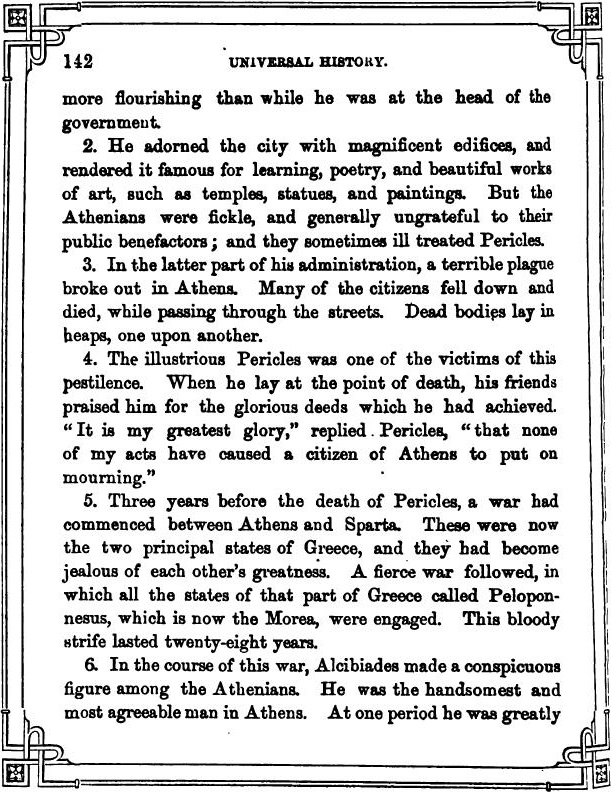 142 UNIVERSAL HISTORY.
more flourishing than while he was at the head of the
government.
2. He adorned the city with magnificent edifices, and
rendered it famous for learning, poetry, and beautiful works
of art, such as temples, statues, and paintings. But the
Athenians were fickle, and generally ungrateful to their
public benefactors; and they sometimes ill treated Pericles.
3. In the latter part of his administration, a terrible plague
broke out in Athens. Many of the citizens fell down and
died, while passing through the streets. Dead bodies lay in
heaps, one upon another.
4. The illustrious Pericles was one of the victims of this
pestilence. When he lay at the point of death, his friends
praised him for the glorious deeds which he had achieved.
"It is my greatest glory," replied Pericles, "that none
of my acts have caused a citizen of Athens to put on
mourning."
5. Three years before the death of Pericles, a war had
commenced between Athens and Sparta. These were now
the two principal states of Greece, and they had become
jealous of each other's greatness. A fierce war followed, in
which all the states of that part of Greece called Pelopon-
nesus, which is now the Morea, were engaged. This bloody
strife lasted twenty-eight years.
6. In the course of this war, Alcibiades made a conspicuous
figure among the Athenians. He was the handsomest and
most agreeable man in Athens. At one period he was greatly